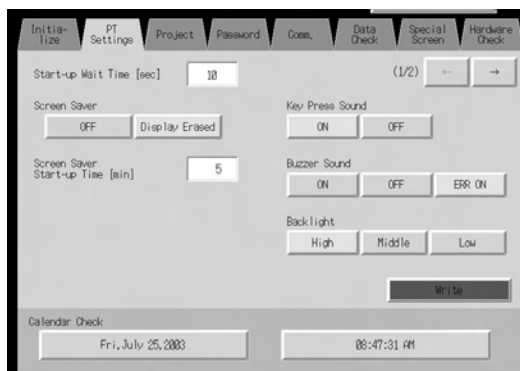 Initia-
lize
PT
Settings
Project
Password
Comm.
Data
Check
Special
Screen
Hardware
Check
Start-up Wait Time [sec]
10
(1/2)
←
→
Screen Saver
OFF
Display Erased
Key Press Sound
ON
OFF
Screen Saver
Start-up Time [min]
5
Buzzer Sound
ON
OFF
ERR ON
Backlight
High
Middle
Low
Write
Calendar Check
Fri,July 25,2003
08:47:31 AM